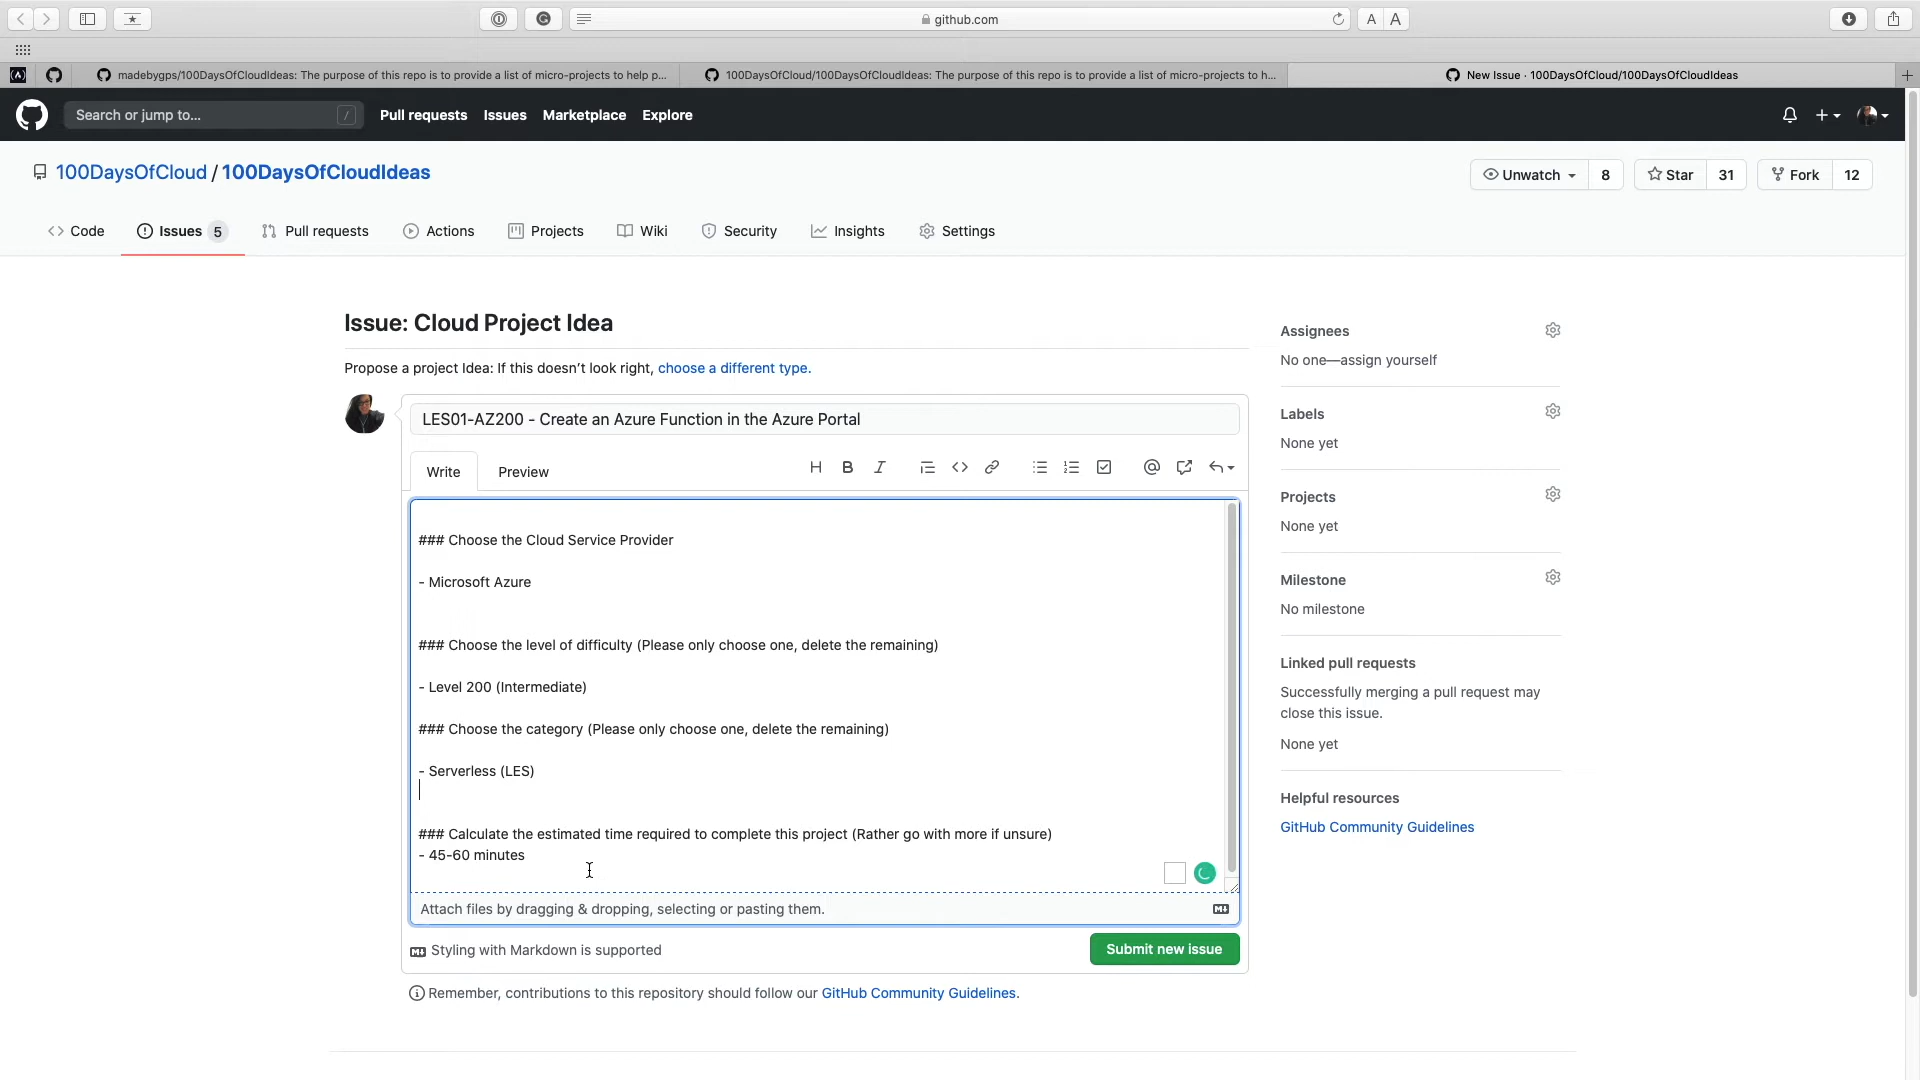 github.com
A A
madebygps/100DaysOfCloudIdeas: The purpose of this repo is to provide a list of micro-projects to help p...
100DaysOfCloud/100DaysOfCloudIdeas: The purpose of this repo is to provide a list of micro-projects to h...
New Issue · 100DaysOfCloud/100DaysOfCloudIdeas
Search or jump to... /
Pull requests Issues Marketplace Explore
100DaysOfCloud / 100DaysOfCloudIdeas
Unwatch 8 Star 31 Fork 12
Code Issues 5 Pull requests Actions Projects Wiki Security Insights Settings
Issue: Cloud Project Idea
Propose a project Idea: If this doesn’t look right, choose a different type.
LES01-AZ200 - Create an Azure Function in the Azure Portal
Write Preview
### Choose the Cloud Service Provider
- Microsoft Azure
### Choose the level of difficulty (Please only choose one, delete the remaining)
- Level 200 (Intermediate)
### Choose the category (Please only choose one, delete the remaining)
- Serverless (LES)
### Calculate the estimated time required to complete this project (Rather go with more if unsure)
- 45-60 minutes
Attach files by dragging & dropping, selecting or pasting them.
Styling with Markdown is supported
Submit new issue
Remember, contributions to this repository should follow our GitHub Community Guidelines.
Assignees
No one—assign yourself
Labels
None yet
Projects
None yet
Milestone
No milestone
Linked pull requests
Successfully merging a pull request may
close this issue.
None yet
Helpful resources
GitHub Community Guidelines